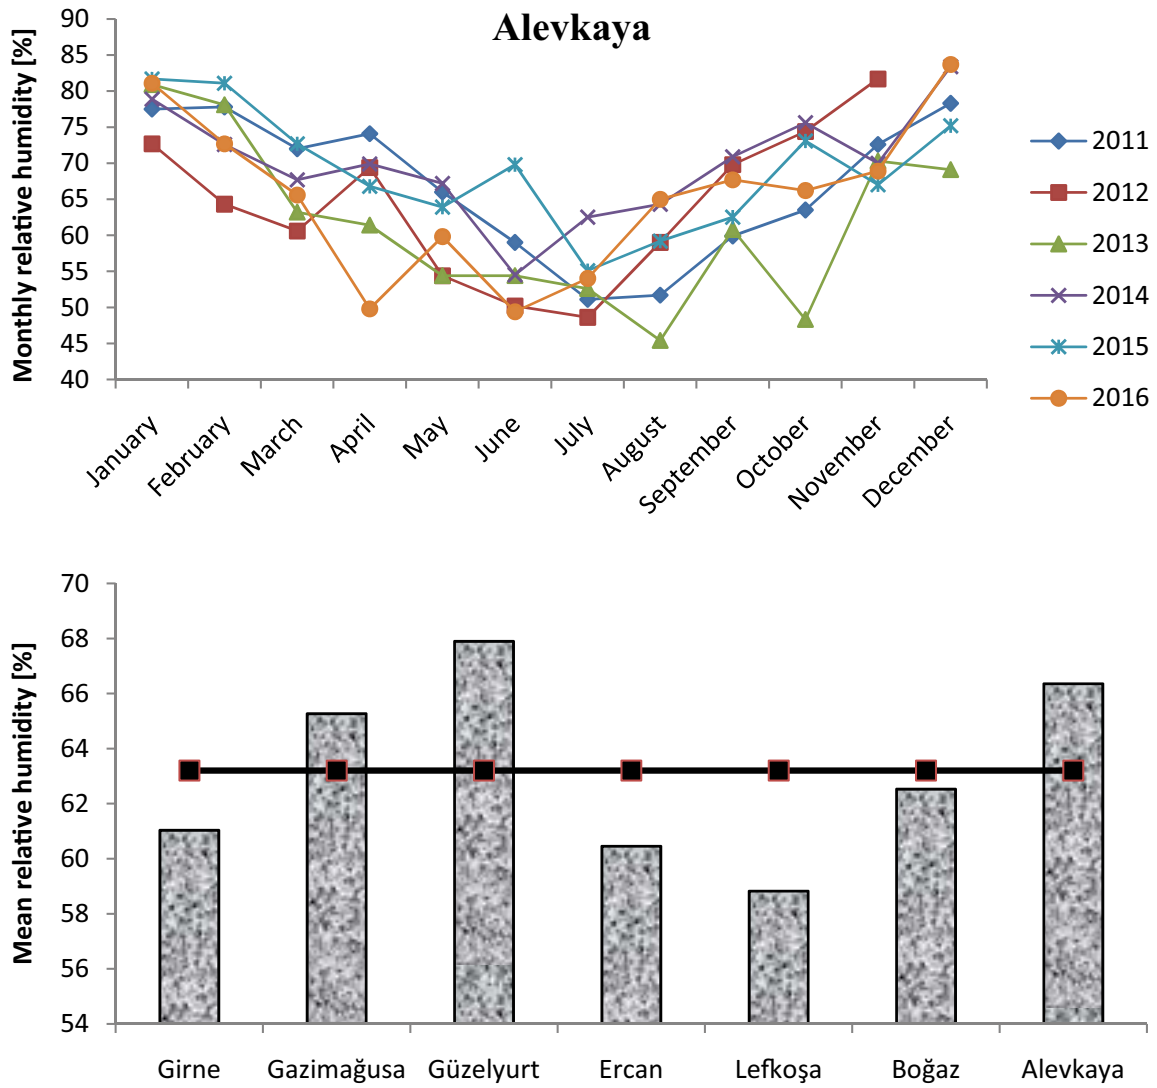 Alevkaya
Monthly relative humidity [%]
90
85
80
75
70
65
60
55
50
45
40
January
February
March
April
May
June
July
August
September
October
November
December
2011
2012
2013
2014
2015
2016
Mean relative humidity [%]
70
68
66
64
62
60
58
56
54
Girne
Gazimağusa
Güzelyurt
Ercan
Lefkoşa
Boğaz
Alevkaya